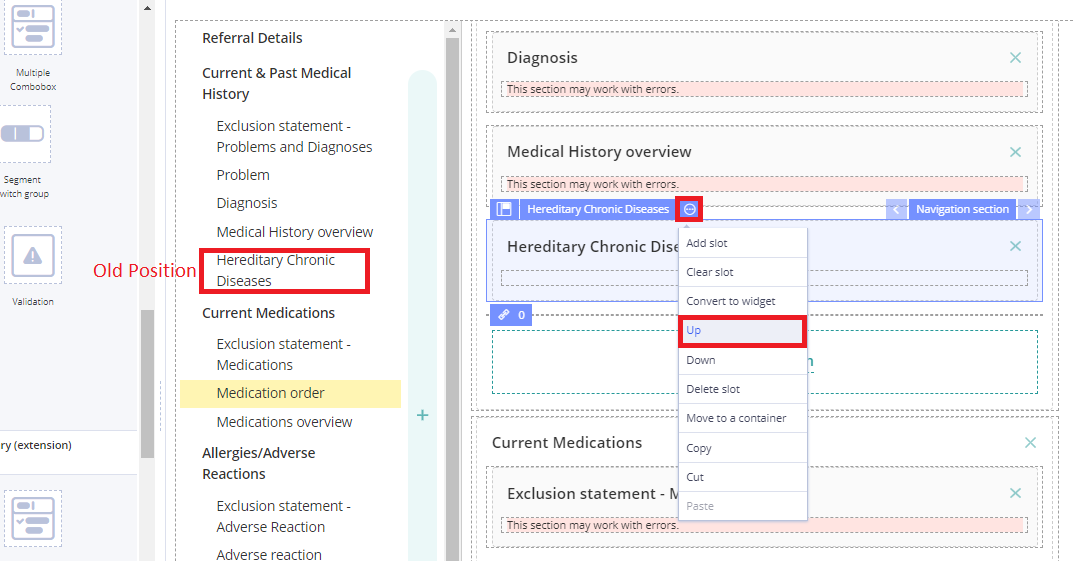 Multiple
Combobox
Segment
witch group
Validation
ry (extension)
Old Position
Referral Details
Current & Past Medical
History
Exclusion statement -
Problems and Diagnoses
Problem
Diagnosis
Medical History overview
Hereditary Chronic
Diseases
Current Medications
Exclusion statement -
Medications
Medication order
Medications overview
Allergies/Adverse
Reactions
Exclusion statement -
Adverse Reaction
Adverse reaction
+
Diagnosis
This section may work with errors.
Medical History overview
This section may work with errors.
Hereditary Chronic Diseases
Navigation section
Hereditary Chronic Dise
0
Add slot
Clear slot
Convert to widget
Up
Down
Delete slot
Move to a container
Copy
Cut
Paste
Current Medications
Exclusion statement - M
This section may work with errors.